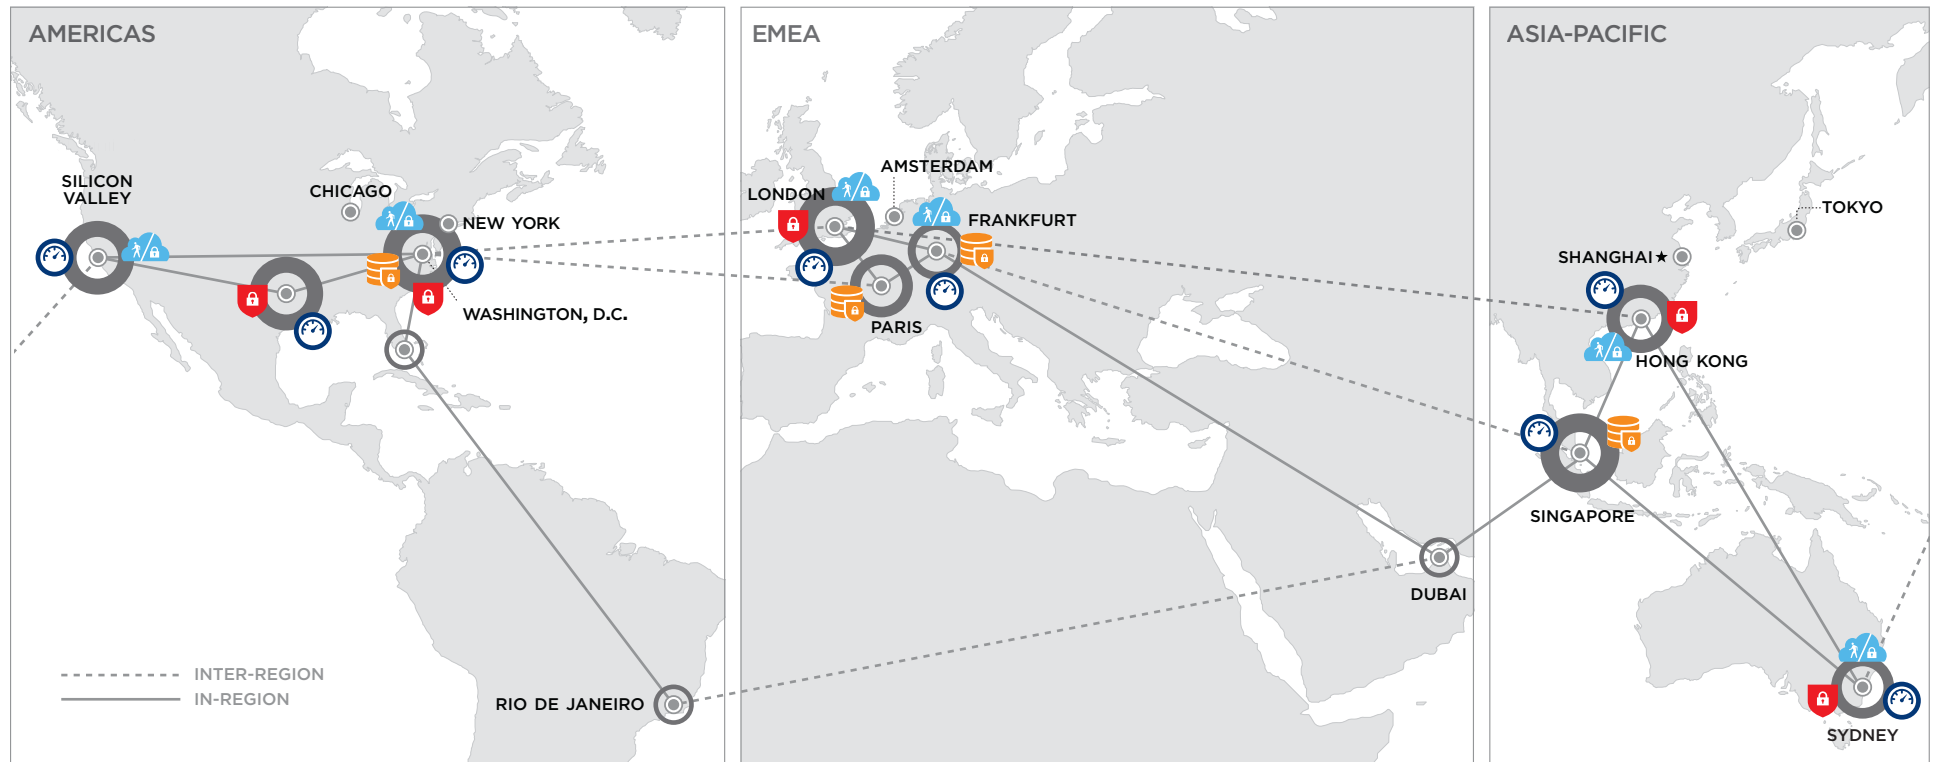 AMERICAS
EMEA
ASIA-PACIFIC
SILICON
VALLEY
CHICAGO
NEW YORK
WASHINGTON, D.C.
RIO DE JANEIRO
INTER-REGION
IN-REGION
AMSTERDAM
LONDON
FRANKFURT
PARIS
DUBAI
TOKYO
SHANGHAI★
HONG KONG
SINGAPORE
SYDNEY